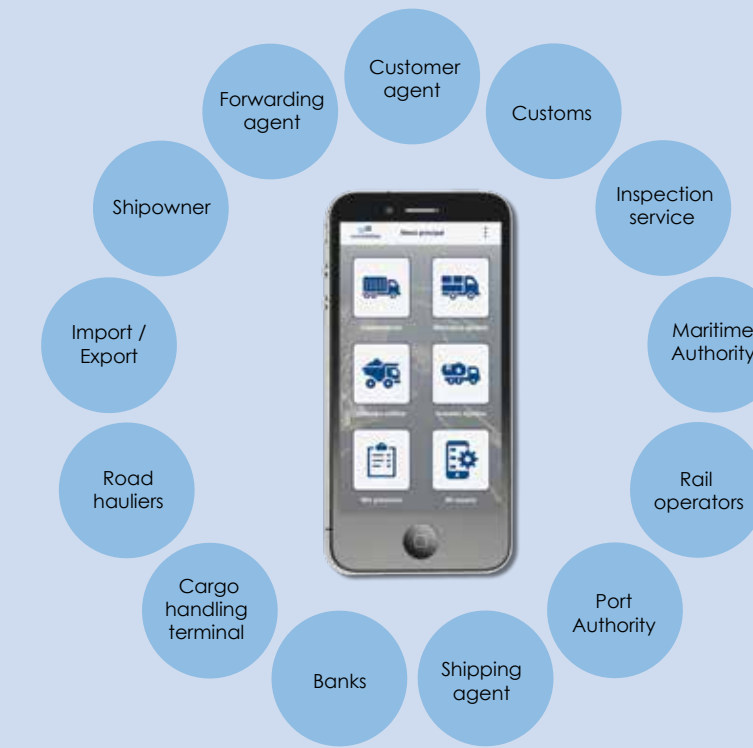 Customer
agent
Customs
Inspection
service
Maritime
Authority
Rail
operators
Port
Authority
Shipping
agent
Banks
Cargo
handling
terminal
Road
hauliers
Import /
Export
Shipowner
Forwarding
agent
Menú principal